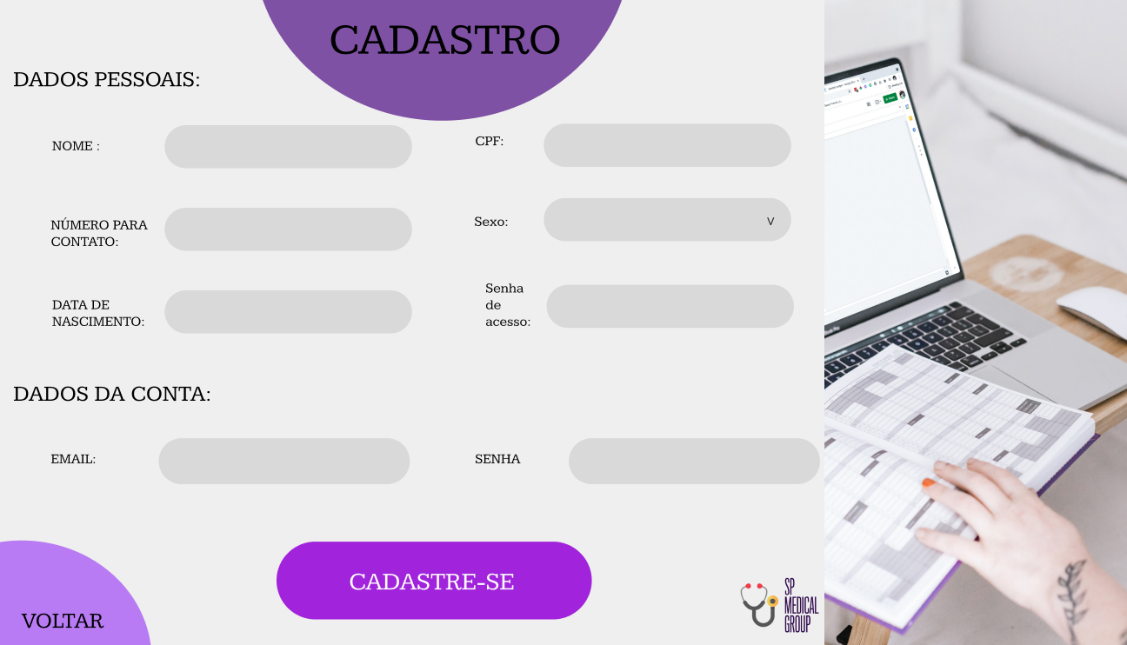 CADASTRO
DADOS PESSOAIS:
NOME :
CPF:
NÚMERO PARA
CONTATO:
Sexo:
V
DATA DE
NASCIMENTO:
Senha
de
acesso:
DADOS DA CONTA:
EMAIL:
SENHA
CADASTRE-SE
VOLTAR
SP
MEDICAL
GROUP